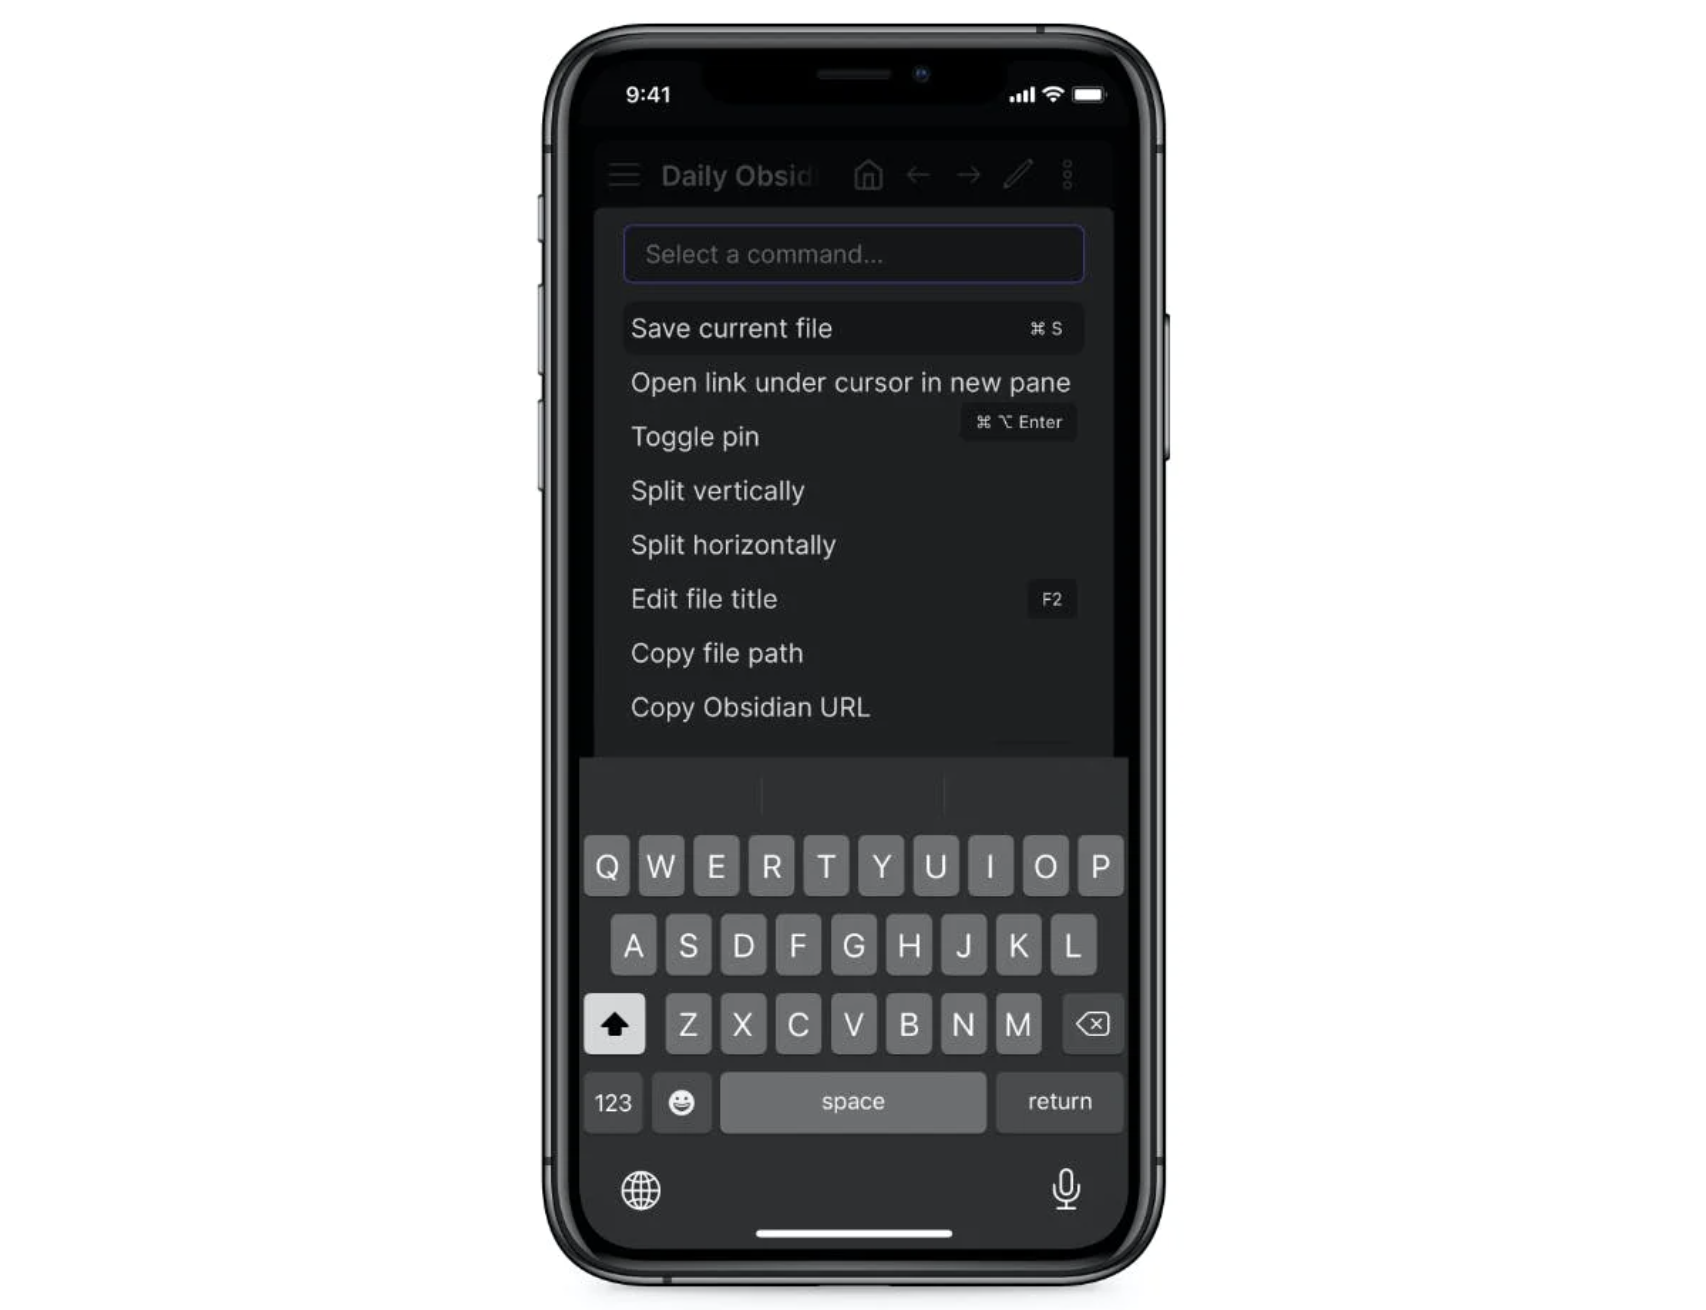 9:41
Daily Obsid
Select a command...
Save current file ⌘ S
Open link under cursor in new pane
⌘ ⌥ Enter
Toggle pin
Split vertically
Split horizontally
Edit file title F2
Copy file path
Copy Obsidian URL
Q W E R T Y U I O P
A S D F G H J K L
Z X C V B N M
123 space return